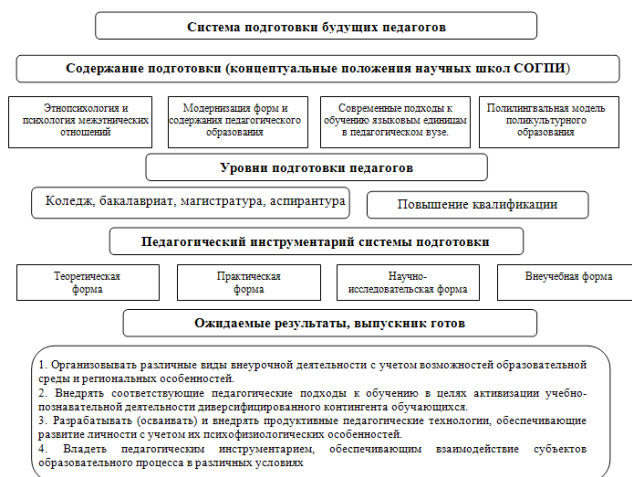 Система подготовки будущих педагогов
Содержание подготовки (концептуальные положения научных школ СОГПИ)
Этнопсихология и
психология межэтнических
отношений
Модернизация форм и
содержания педагогического
образования
Современные подходы к
обучению языковым единицам
в педагогическом вузе.
Полилингвальная модель
поликультурного
образования
Уровни подготовки педагогов
Коледж, бакалавриат, магистратура, аспирантура
Повышение квалификации
Педагогический инструментарий системы подготовки
Теоретическая
форма
Практическая
форма
Научно-
исследовательская форма
Внеучебная форма
Ожидаемые результаты, выпускник готов
1. Организовывать различные виды внеурочной деятельности с учетом возможностей образовательной
среды и региональных особенностей.
2. Внедрять соответствующие педагогические подходы к обучению в целях активизации учебно-
познавательной деятельности диверсифицированного контингента обучающихся.
3. Разрабатывать (осваивать) и внедрять продуктивные педагогические технологии, обеспечивающие
развитие личности с учетом их психофизиологических особенностей.
4. Владеть педагогическим инструментарием, обеспечивающим взаимодействие субъектов
образовательного процесса в различных условиях